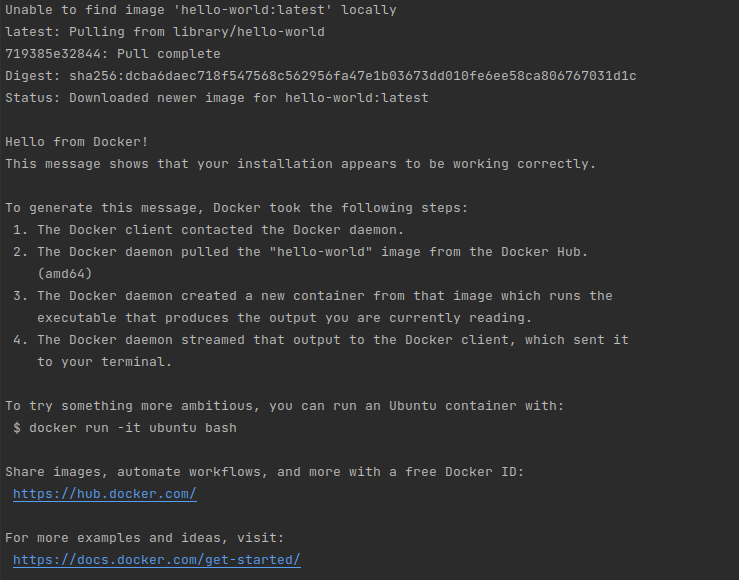 Unable to find image 'hello-world:latest' locally
latest: Pulling from library/hello-world
719385e32844: Pull complete
Digest: sha256:dcba6daec718f547568c562956fa47e1b03673dd010fe6ee58ca806767031d1c
Status: Downloaded newer image for hello-world:latest
Hello from Docker!
This message shows that your installation appears to be working correctly.
To generate this message, Docker took the following steps:
1. The Docker client contacted the Docker daemon.
2. The Docker daemon pulled the "hello-world" image from the Docker Hub.
(amd64)
3. The Docker daemon created a new container from that image which runs the
executable that produces the output you are currently reading.
4. The Docker daemon streamed that output to the Docker client, which sent it
to your terminal.
To try something more ambitious, you can run an Ubuntu container with:
$ docker run -it ubuntu bash
Share images, automate workflows, and more with a free Docker ID:
https://hub.docker.com/
For more examples and ideas, visit:
https://docs.docker.com/get-started/